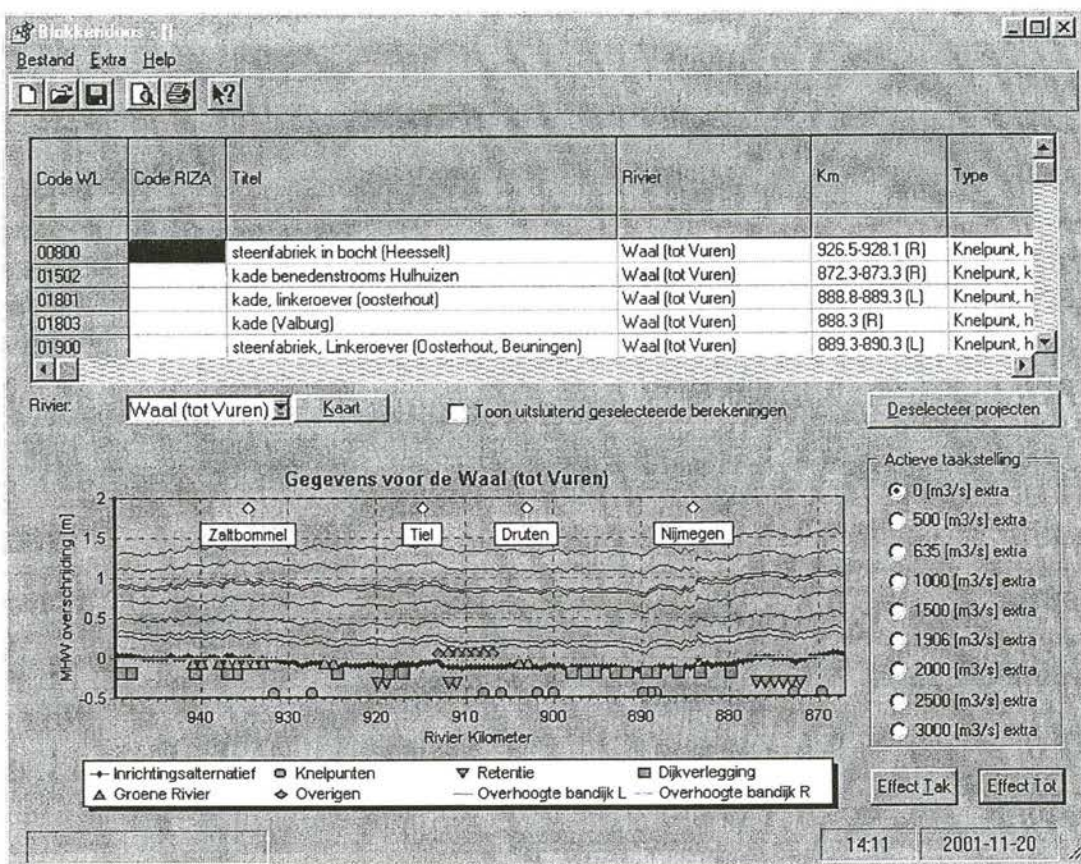 Blokkendoos - []
Bestand Extra Help
Code WL Code RIZA Titel Rivier Km Type
00800 steenfabriek in bocht (Heesselt) Waal (tot Vuren) 926.5-928.1 (R) Knelpunt, h
01502 kade benedenstrooms Hulhuizen Waal (tot Vuren) 872.3-873.3 (R) Knelpunt, k
01801 kade, linkeroever (oosterhout) Waal (tot Vuren) 888.8-889.3 (L) Knelpunt, h
01803 kade (Valburg) Waal (tot Vuren) 888.3 (R) Knelpunt, h
01900 steenfabriek, Linkeroever (Oosterhout, Beuningen) Waal (tot Vuren) 889.3-890.3 (L) Knelpunt, h
Rivier: Waal (tot Vuren) Kaart Toon uitsluitend geselecteerde berekeningen Deselecteer projecten
Gegevens voor de Waal (tot Vuren)
MHW overschrijding [m]
2
1.5
1
0.5
0
-0.5
Zaltbommel Tiel Druten Nijmegen
940 930 920 910 900 890 880 870
Rivier Kilometer
Inrichtingsalternatief Knelpunten Retentie Dijkverlegging
Groene Rivier Overigen Overhoogte bandijk L Overhoogte bandijk R
Actieve taakstelling
0 [m3/s] extra
500 [m3/s] extra
635 [m3/s] extra
1000 [m3/s] extra
1500 [m3/s] extra
1906 [m3/s] extra
2000 [m3/s] extra
2500 [m3/s] extra
3000 [m3/s] extra
Effect Tak Effect Tot
14:11 2001-11-20